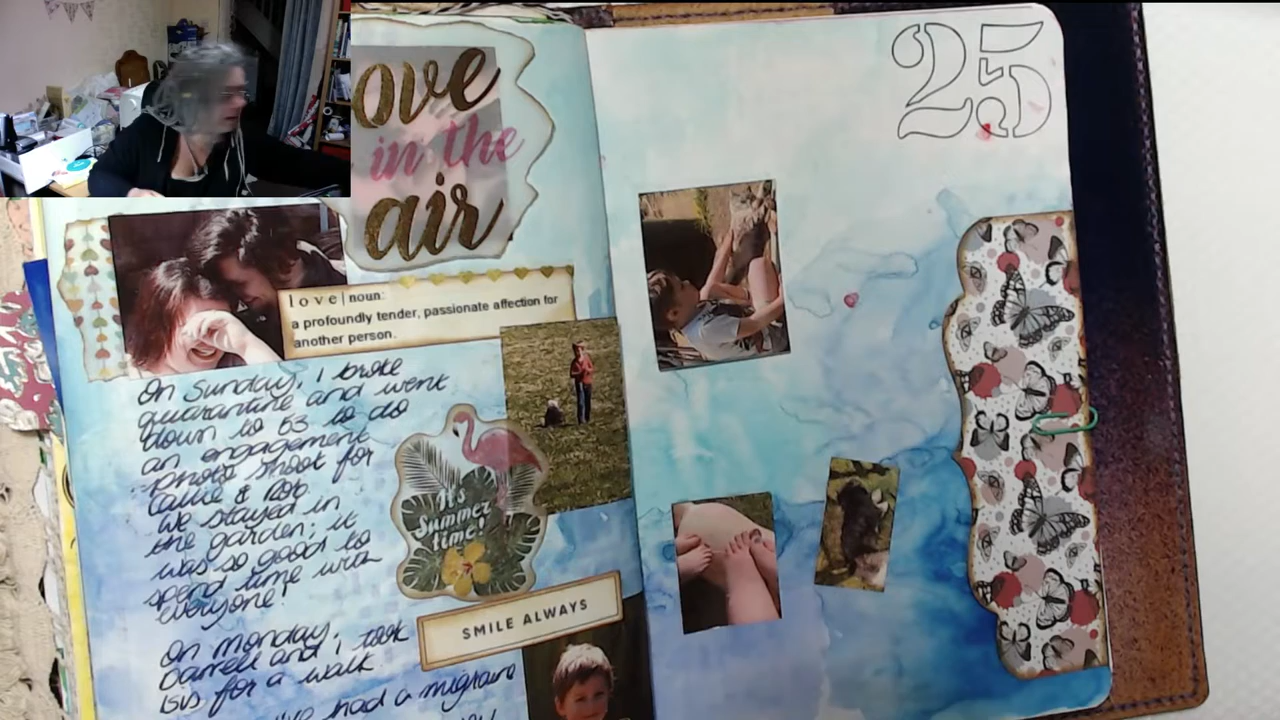 ove
in the
air
25
love|noun:
a profoundly tender, passionate affection for
another person.
On Sunday, I broke
quarantine and went
down to 63 to do
an engagement
photo shoot for
& Rob.
We stayed in
the garden; it
was so good to
spend time with
everyone!
It's
Summer
time!
SMILE ALWAYS
On Monday,
Darrell and I took
Isis for a walk
I've had a migraine